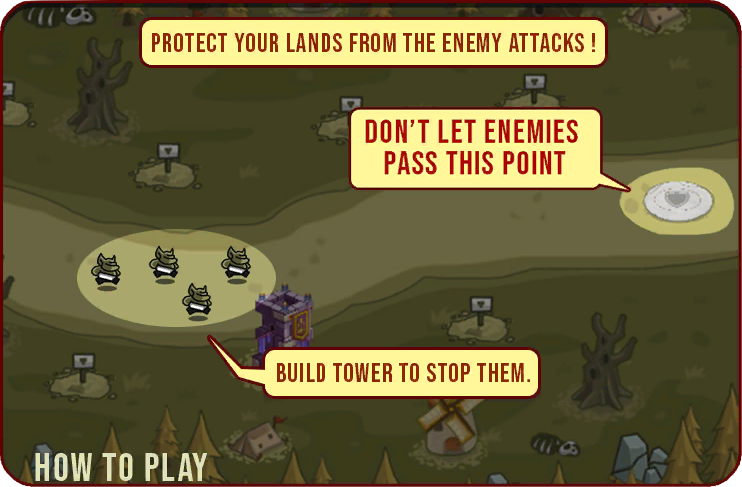 PROTECT YOUR LANDS FROM THE ENEMY ATTACKS !
DON'T LET ENEMIES
PASS THIS POINT
BUILD TOWER TO STOP THEM.
HOW TO PLAY